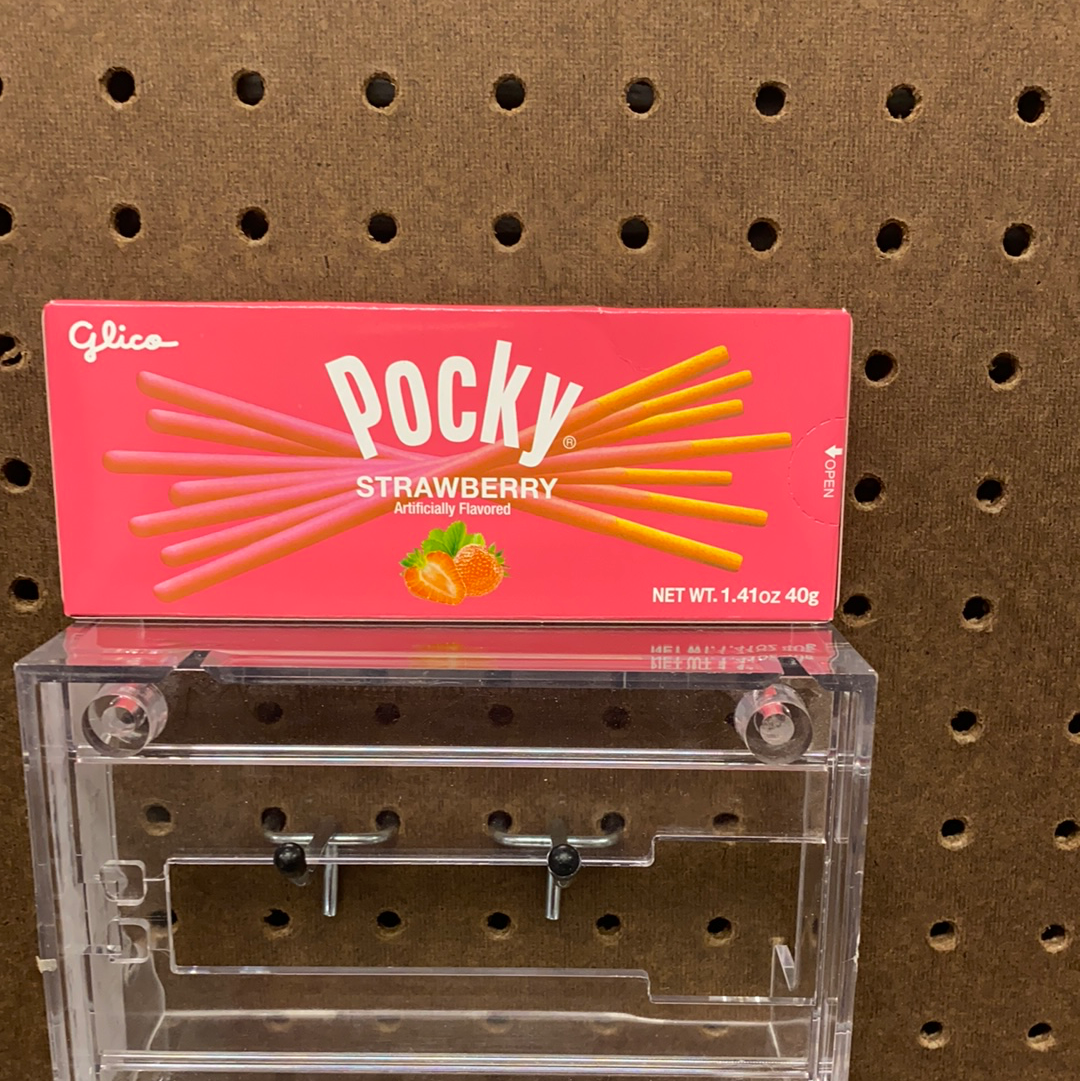 Glico
Pocky®
STRAWBERRY
Artificially Flavored
OPEN
NET WT. 1.41oz 40g